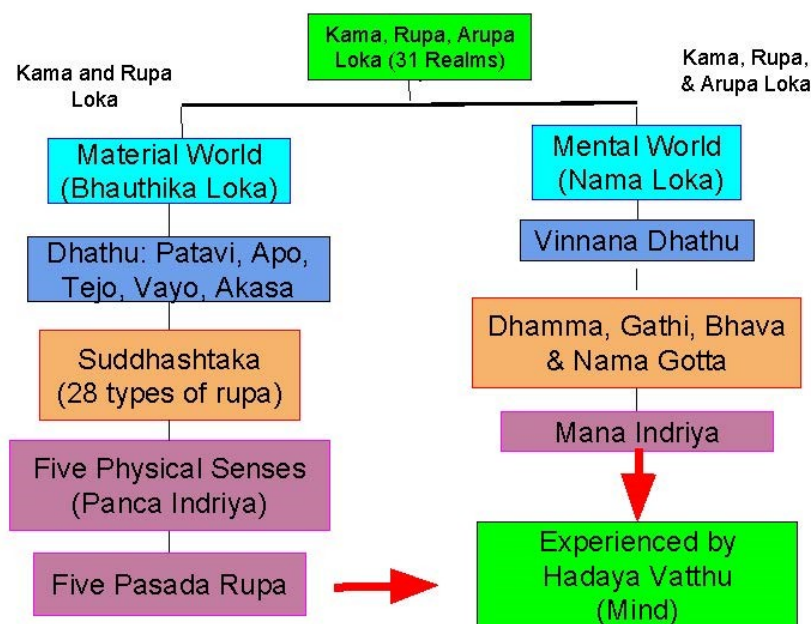 Kama, Rupa, Arupa
Loka (31 Realms)
Kama and Rupa
Loka
Kama, Rupa,
& Arupa Loka
Material World
(Bhauthika Loka)
Mental World
(Nama Loka)
Dhathu: Patavi, Apo,
Tejo, Vayo, Akasa
Vinnana Dhathu
Suddhashtaka
(28 types of rupa)
Dhamma, Gathi, Bhava
& Nama Gotta
Five Physical Senses
(Panca Indriya)
Mana Indriya
Five Pasada Rupa
Experienced by
Hadaya Vatthu
(Mind)